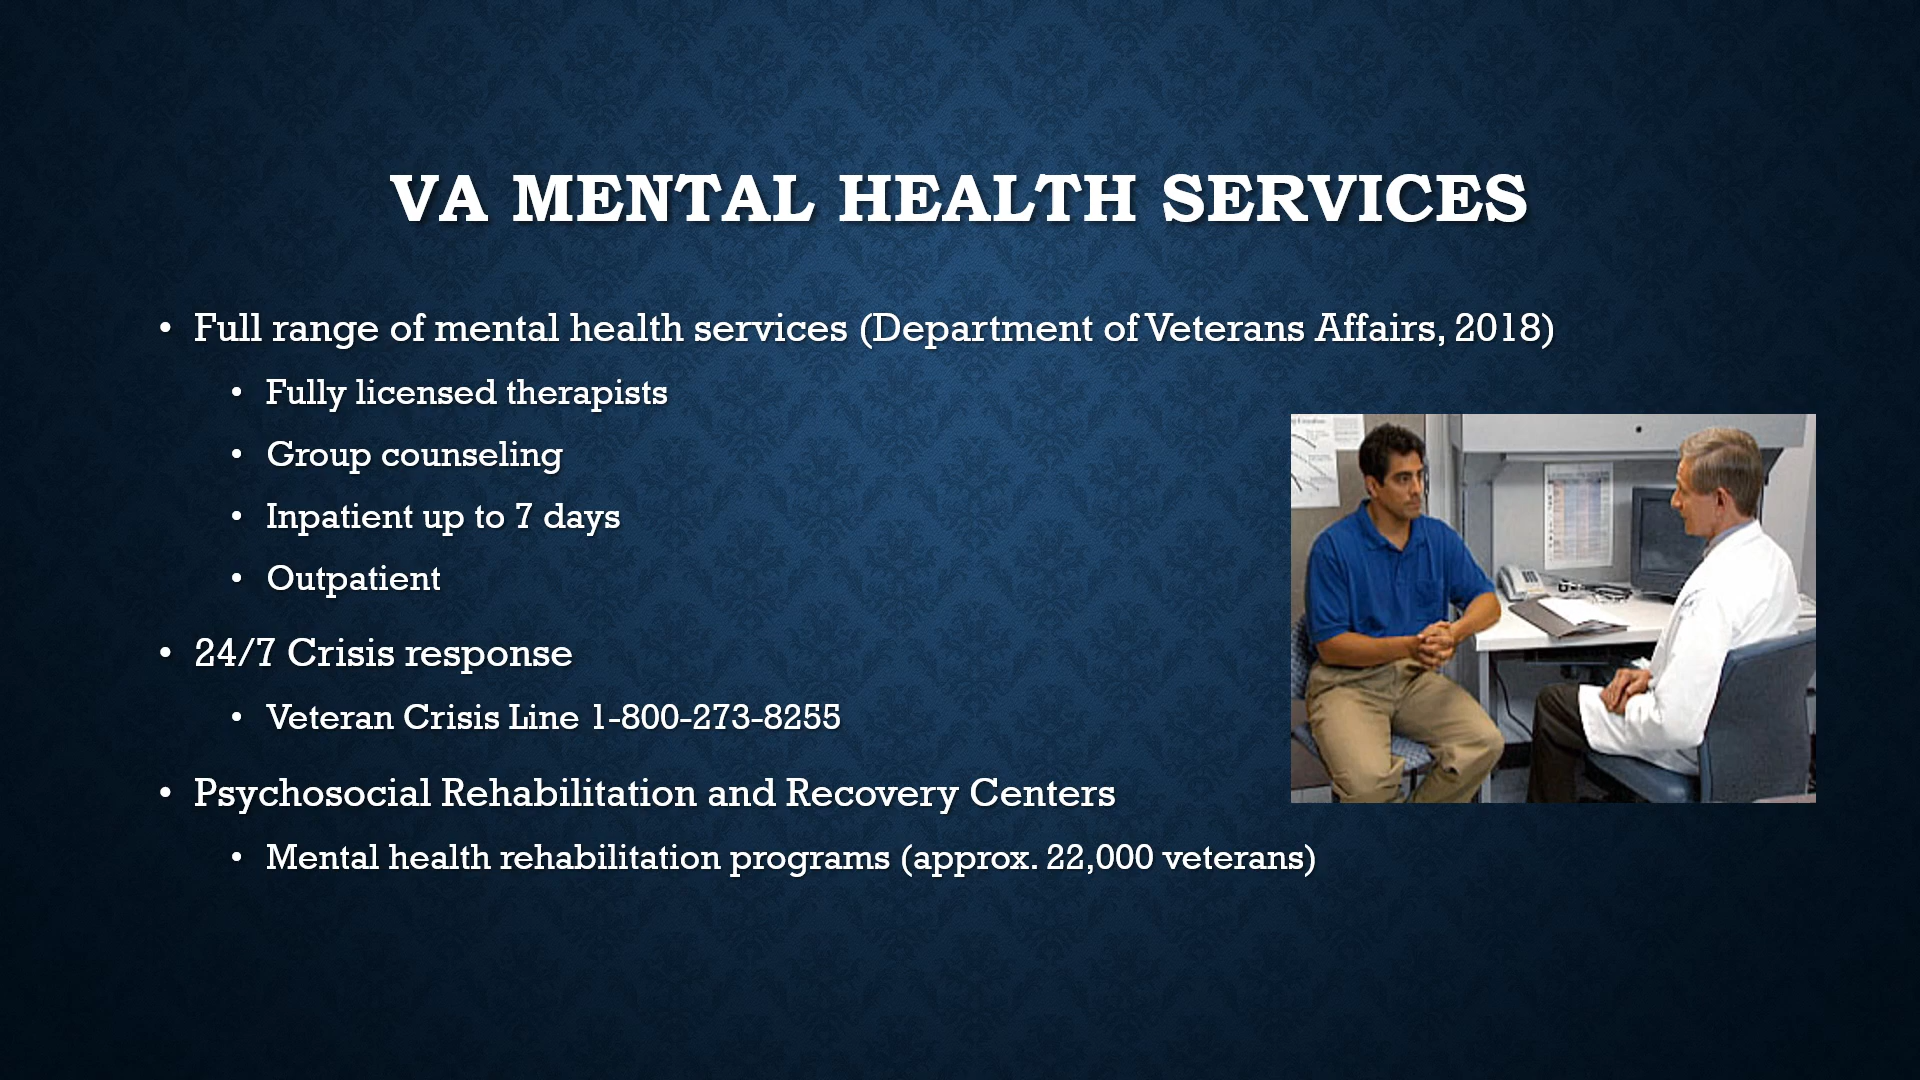 VA MENTAL HEALTH SERVICES
• Full range of mental health services (Department of Veterans Affairs, 2018)
• Fully licensed therapists
• Group counseling
• Inpatient up to 7 days
• Outpatient
• 24/7 Crisis response
• Veteran Crisis Line 1-800-273-8255
• Psychosocial Rehabilitation and Recovery Centers
• Mental health rehabilitation programs (approx. 22,000 veterans)